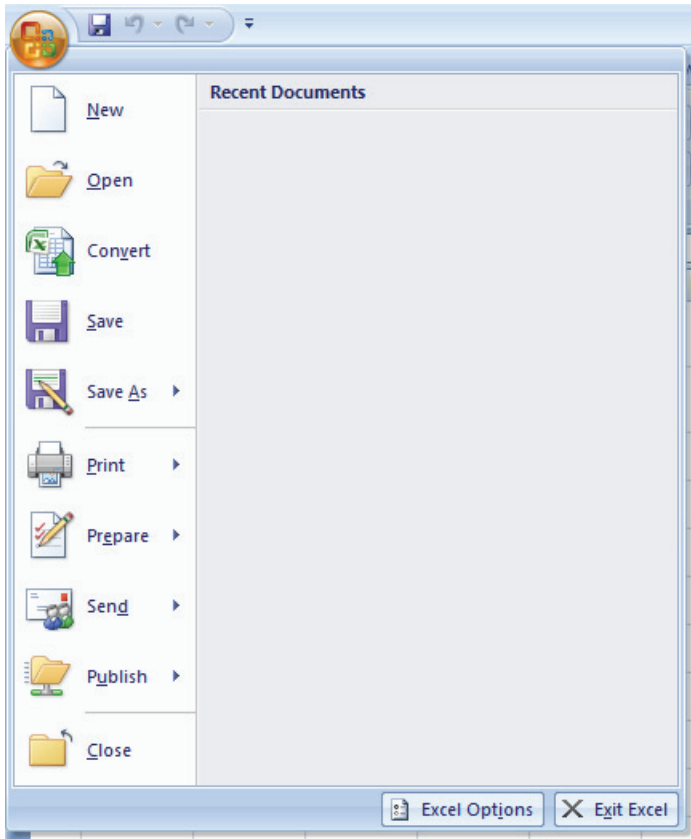 Recent Documents
New
Open
Convert
Save
Save As
Print
Prepare
Send
Publish
Close
Excel Options
Exit Excel